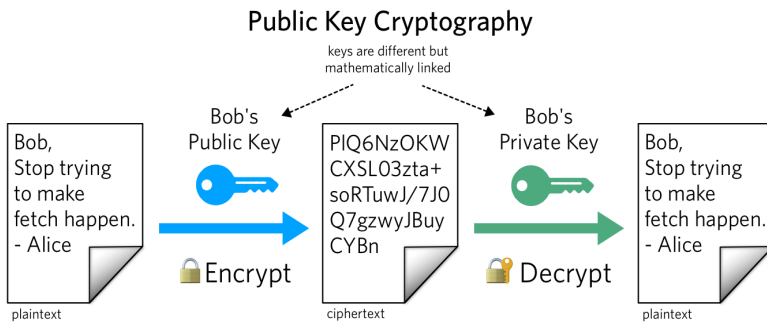 Public Key Cryptography
keys are different but
mathematically linked
Bob,
Stop trying
to make
fetch happen.
- Alice
plaintext
Bob's
Public Key
Encrypt
PlQ6NzOKW
CXSL03zta+
soRTuwJ/7J0
Q7gzwyJBuy
CYBn
ciphertext
Bob's
Private Key
Decrypt
Bob,
Stop trying
to make
fetch happen.
- Alice
plaintext